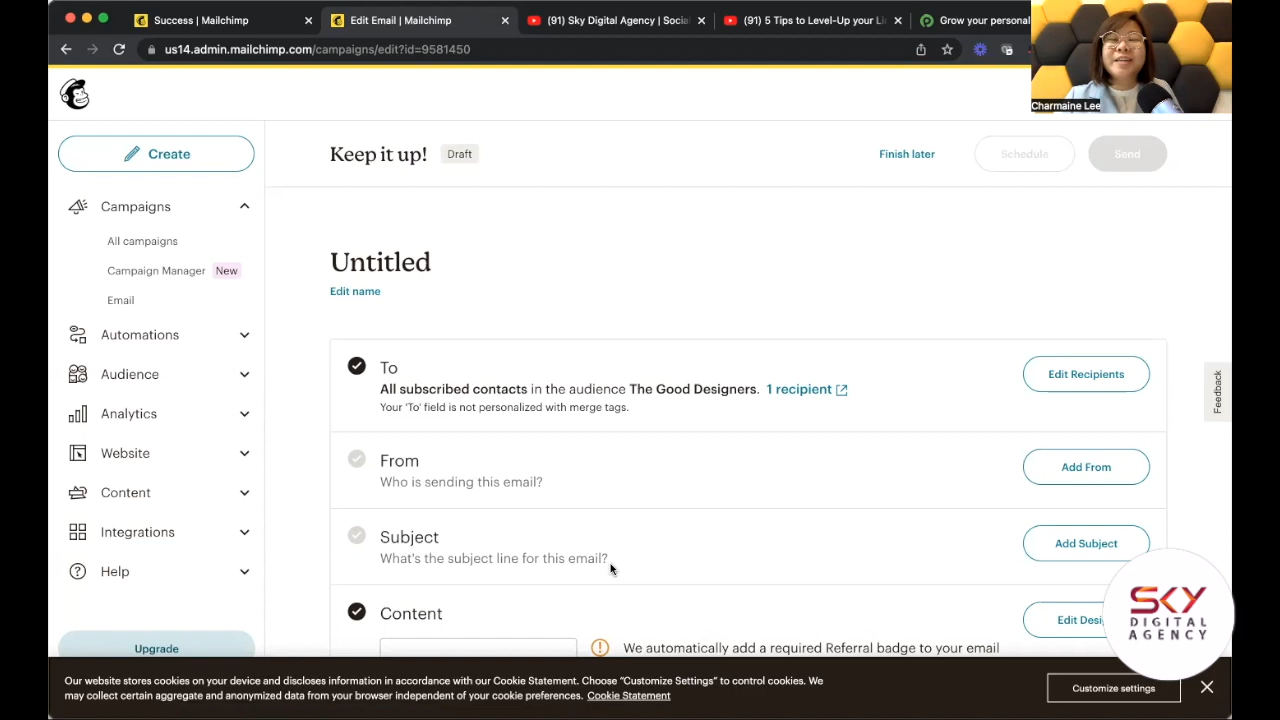 Success | Mailchimp
Edit Email | Mailchimp
(91) Sky Digital Agency | Socia
(91) 5 Tips to Level-Up your Li
Grow your personal
us14.admin.mailchimp.com/campaigns/edit?id=9581450
Charmaine Lee
Create
Keep it up!
Draft
Finish later
Schedule
Send
Campaigns
All campaigns
Campaign Manager New
Email
Automations
Audience
Analytics
Website
Content
Integrations
Help
Upgrade
Untitled
Edit name
To
All subscribed contacts in the audience The Good Designers. 1 recipient
Your 'To' field is not personalized with merge tags.
Edit Recipients
From
Who is sending this email?
Add From
Subject
What's the subject line for this email?
Add Subject
Content
Edit Desi
We automatically add a required Referral badge to your email
Feedback
SKY
DIGITAL
AGENCY
Our website stores cookies on your device and discloses information in accordance with our Cookie Statement. Choose “Customize Settings” to control cookies. We
may collect certain aggregate and anonymized data from your browser independent of your cookie preferences. Cookie Statement
Customize settings